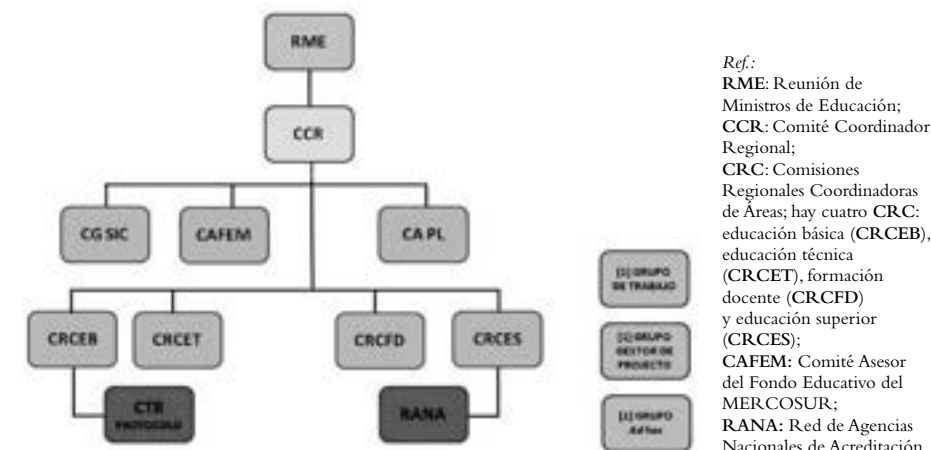 RME
CCR
CG SIC
CAFEM
CA PL
CRCEB
CRCET
CRCFD
CRCES
CTR
PROTOCOLO
RANA
[1] GRUPO
DE TRABAJO
[1] GRUPO
GESTOR DE
PROYECTO
[1] GRUPO
Ad hoc
Ref.:
RME: Reunión de
Ministros de Educación;
CCR: Comité Coordinador
Regional;
CRC: Comisiones
Regionales Coordinadoras
de Áreas; hay cuatro CRC:
educación básica (CRCEB),
educación técnica
(CRCET), formación
docente (CRCFD)
y educación superior
(CRCES);
CAFEM: Comité Asesor
del Fondo Educativo del
MERCOSUR;
RANA: Red de Agencias
Nacionales de Acreditación